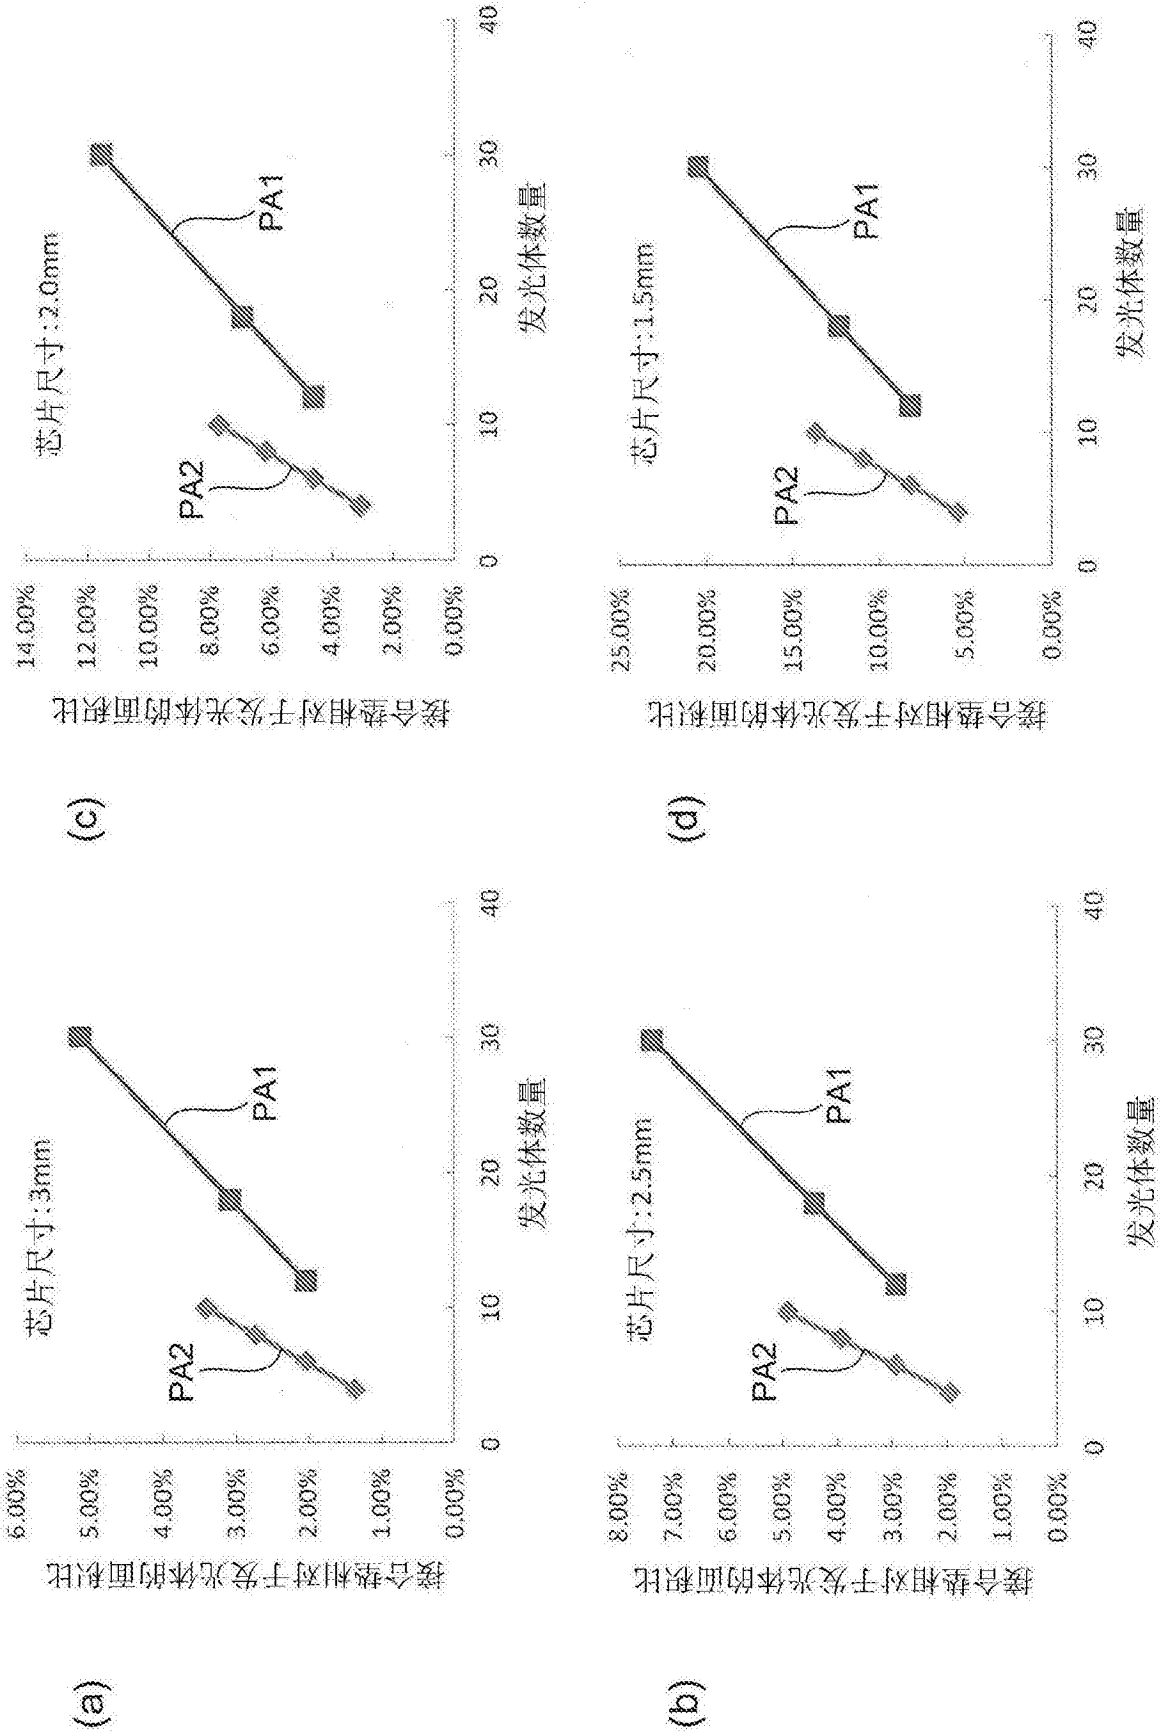 (a)
芯片尺寸:3mm
接合垫相对于发光体的面积比
6.00%
5.00%
4.00%
3.00%
2.00%
1.00%
0.00%
PA2
PA1
0
10
20
30
40
发光体数量
(b)
芯片尺寸:2.5mm
接合垫相对于发光体的面积比
8.00%
7.00%
6.00%
5.00%
4.00%
3.00%
2.00%
1.00%
0.00%
PA2
PA1
0
10
20
30
40
发光体数量
(c)
芯片尺寸:2.0mm
接合垫相对于发光体的面积比
14.00%
12.00%
10.00%
8.00%
6.00%
4.00%
2.00%
0.00%
PA2
PA1
0
10
20
30
40
发光体数量
(d)
芯片尺寸:1.5mm
接合垫相对于发光体的面积比
25.00%
20.00%
15.00%
10.00%
5.00%
0.00%
PA2
PA1
0
10
20
30
40
发光体数量